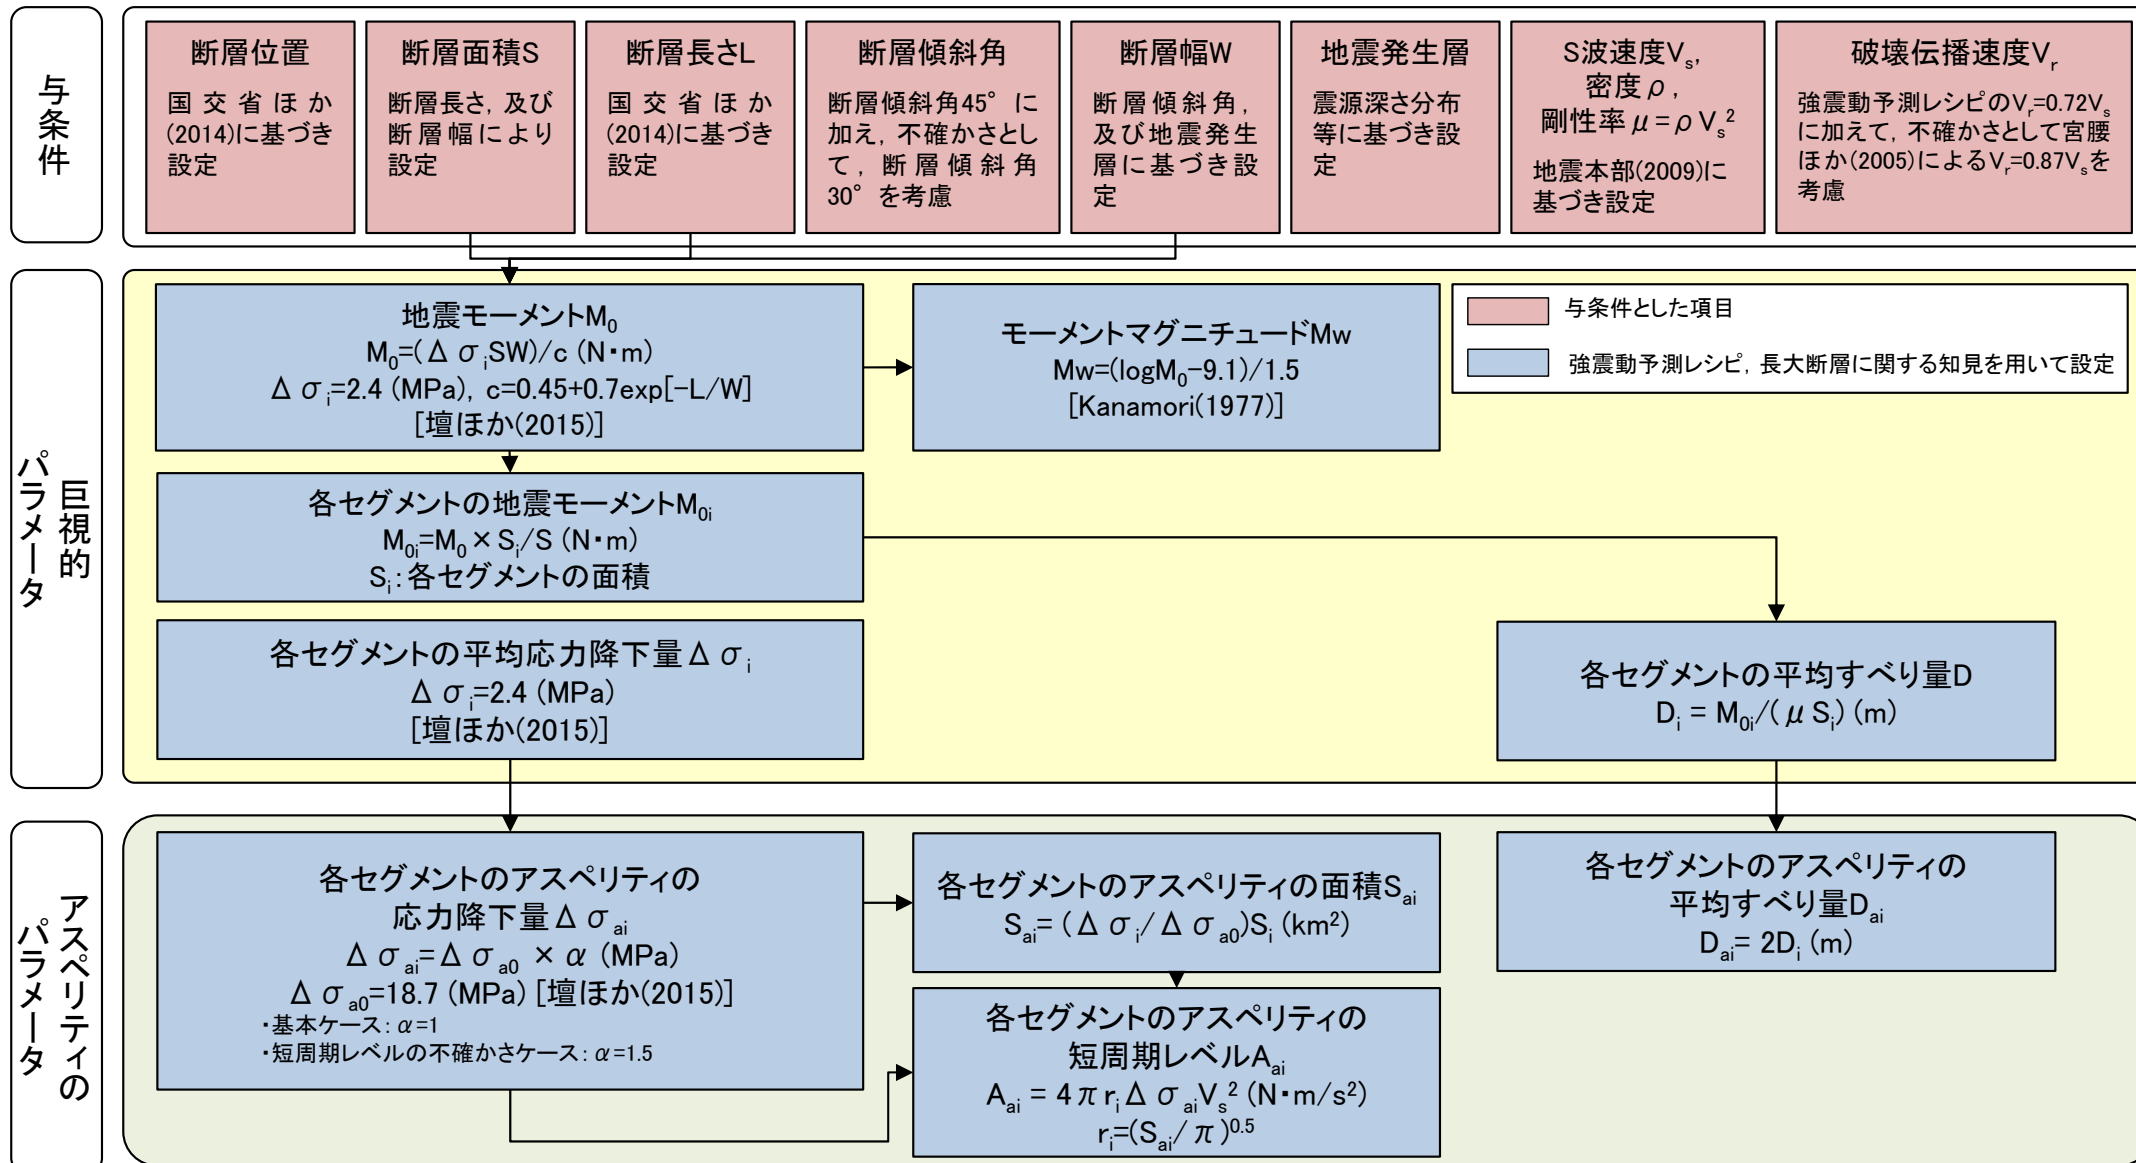 与条件
断層位置
国交省ほか
(2014)に基づき
設定
断層面積S
断層長さ，及び
断層幅により
設定
断層長さL
国交省ほか
(2014)に基づき
設定
断層傾斜角
断層傾斜角45°に
加え，不確かさとし
て，断層傾斜角
30°を考慮
断層幅W
断層傾斜角，
及び地震発生
層に基づき設
定
地震発生層
震源深さ分布
等に基づき設
定
S波速度Vs，
密度ρ，
剛性率μ=ρVs²
地震本部(2009)に
基づき設定
破壊伝播速度Vr
強震動予測レシピのVr=0.72Vs
に加えて，不確かさとして宮腰
ほか(2005)によるVr=0.87Vsを
考慮
巨視的
パラメータ
地震モーメントM₀
M₀=(ΔσiSW)/c (N・m)
Δσi=2.4 (MPa)，c=0.45+0.7exp[-L/W]
[壇ほか(2015)]
モーメントマグニチュードMw
Mw=(logM₀-9.1)/1.5
[Kanamori(1977)]
与条件とした項目
強震動予測レシピ，長大断層に関する知見を用いて設定
各セグメントの地震モーメントM₀i
M₀i=M₀×Si/S (N・m)
Si：各セグメントの面積
各セグメントの平均応力降下量Δσi
Δσi=2.4 (MPa)
[壇ほか(2015)]
各セグメントの平均すべり量D
Di = M₀i/(μSi) (m)
アスペリティの
パラメータ
各セグメントのアスペリティの
応力降下量Δσai
Δσai=Δσa0 × α (MPa)
Δσa0=18.7 (MPa) [壇ほか(2015)]
・基本ケース：α=1
・短周期レベルの不確かさケース：α=1.5
各セグメントのアスペリティの面積Sai
Sai= (Δσi/Δσa0)Si (km²)
各セグメントのアスペリティの
短周期レベルAai
Aai = 4πriΔσaiVs² (N・m/s²)
ri=(Sai/π)^0.5
各セグメントのアスペリティの
平均すべり量Dai
Dai= 2Di (m)